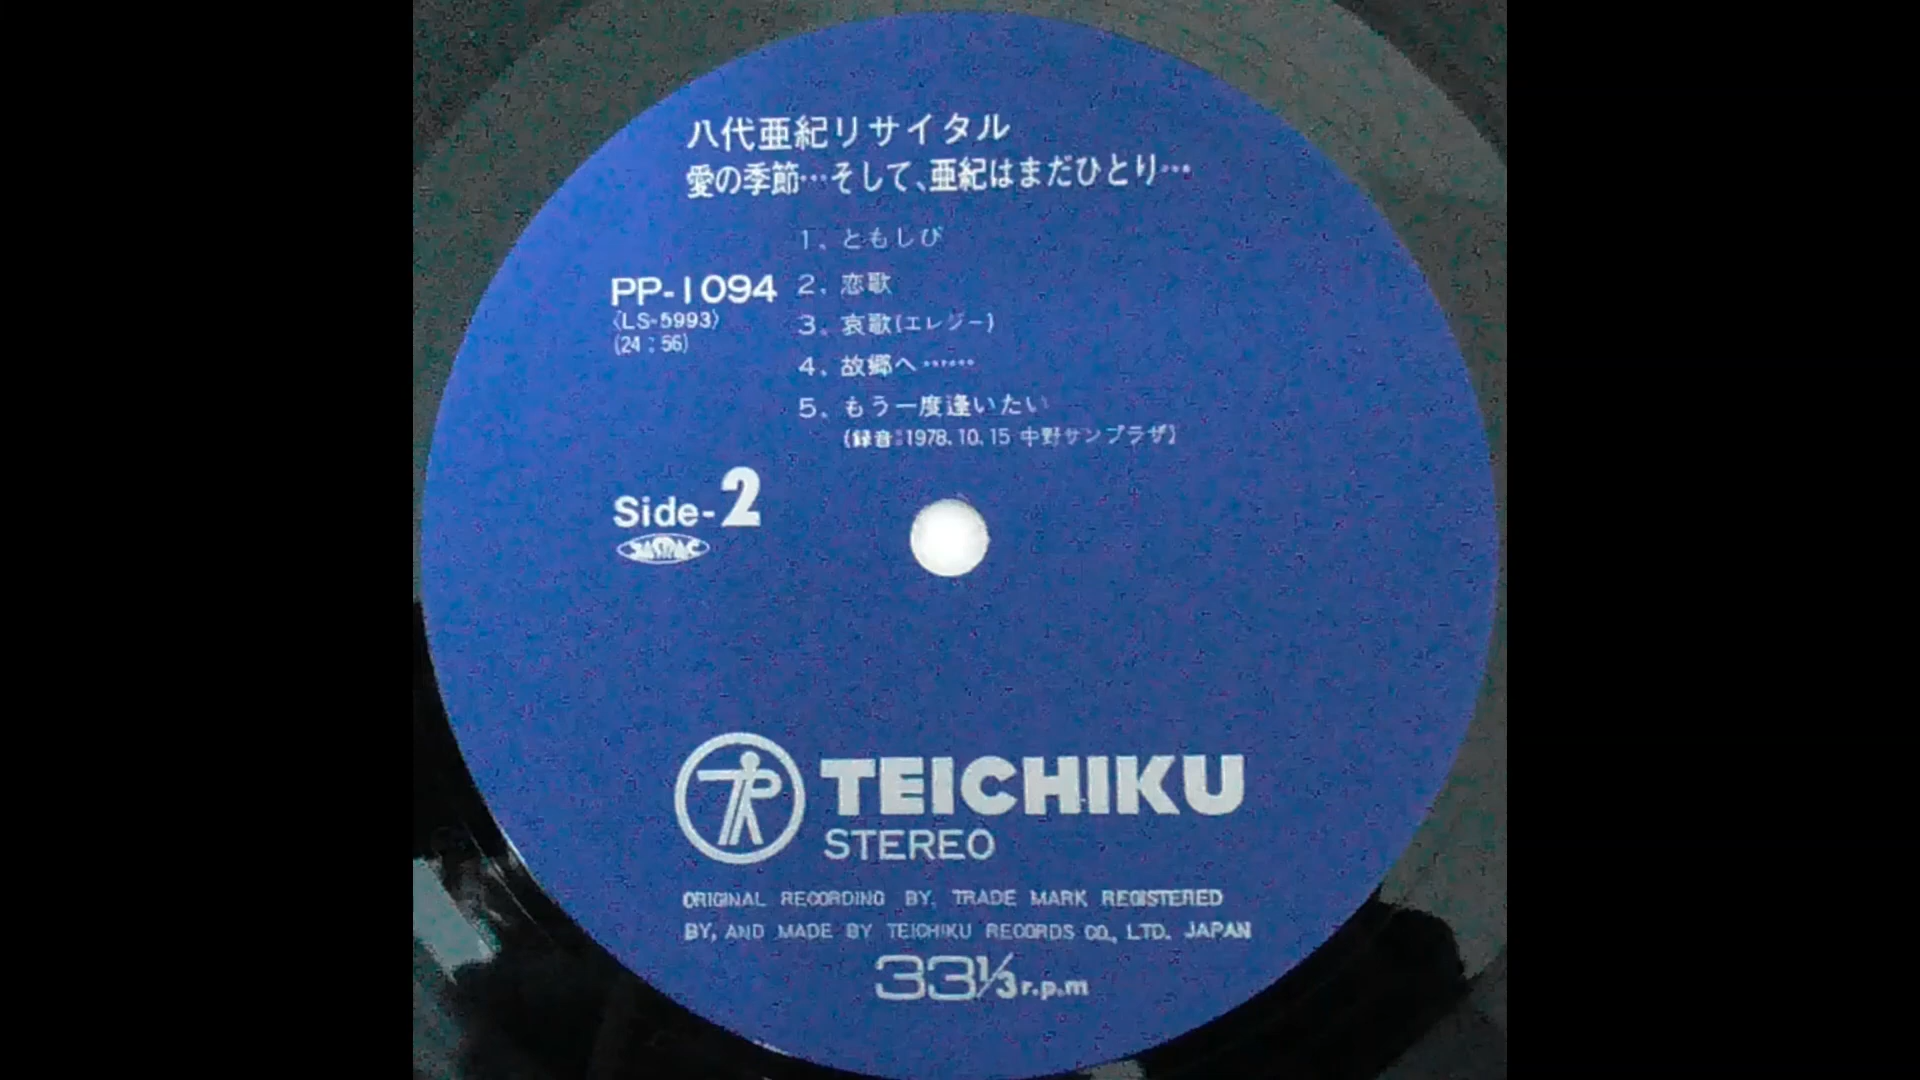 八代亜紀リサイタル
愛の季節…そして、亜紀はまだひとり…
1. ともしび
PP-1094
2. 恋歌
〈LS-5993〉
3. 哀歌(エレジー)
(24:56)
4. 故郷へ……
5. もう一度逢いたい
(録音:1978.10.15 中野サンプラザ)
Side-2
JASRAC
TEICHIKU
STEREO
ORIGINAL RECORDING BY. TRADE MARK REGISTERED
BY, AND MADE BY TEICHIKU RECORDS CO., LTD. JAPAN
33⅓ r.p.m